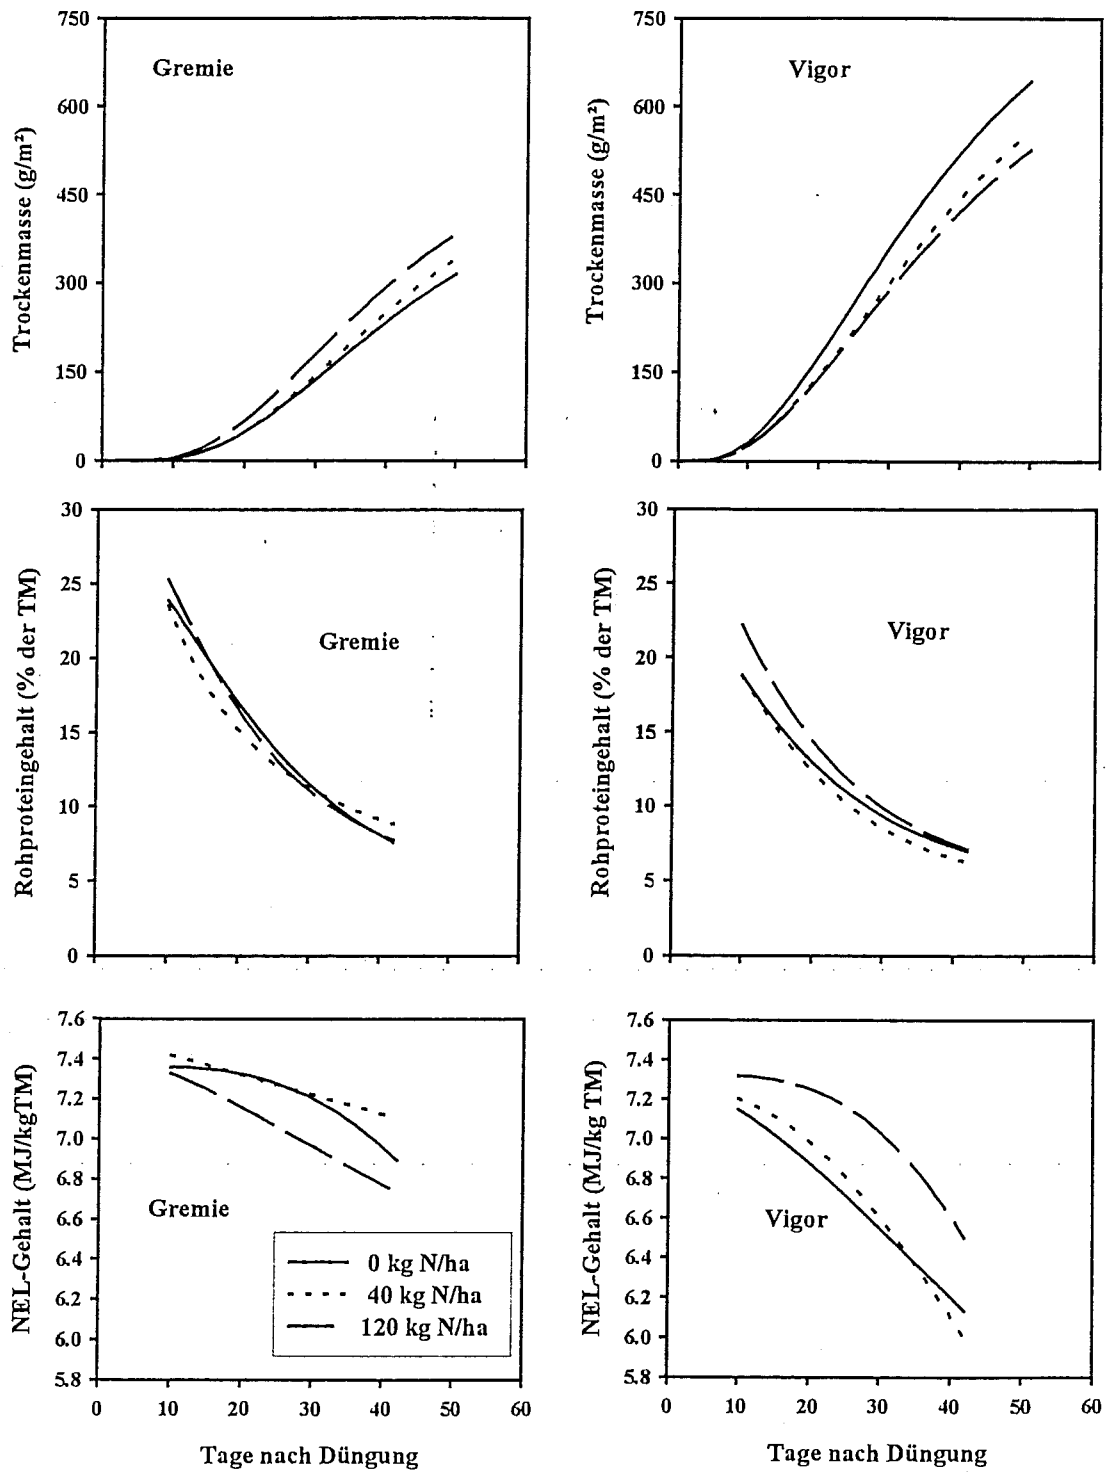 750
600
450
300
150
0
Trockenmasse (g/m²)
Gremie
750
600
450
300
150
0
Trockenmasse (g/m²)
Vigor
30
25
20
15
10
5
0
Rohproteingehalt (% der TM)
Gremie
30
25
20
15
10
5
0
Rohproteingehalt (% der TM)
Vigor
7.6
7.4
7.2
7.0
6.8
6.6
6.4
6.2
6.0
5.8
NEL-Gehalt (MJ/kgTM)
Gremie
0 kg N/ha
40 kg N/ha
120 kg N/ha
0 10 20 30 40 50 60
Tage nach Düngung
7.6
7.4
7.2
7.0
6.8
6.6
6.4
6.2
6.0
5.8
NEL-Gehalt (MJ/kg TM)
Vigor
0 10 20 30 40 50 60
Tage nach Düngung